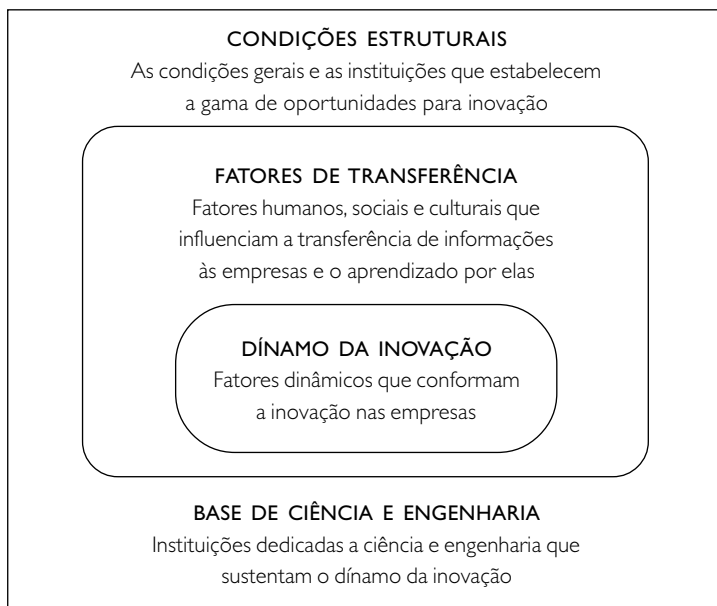 CONDIÇÕES ESTRUTURAIS
As condições gerais e as instituições que estabelecem
a gama de oportunidades para inovação
FATORES DE TRANSFERÊNCIA
Fatores humanos, sociais e culturais que
influenciam a transferência de informações
às empresas e o aprendizado por elas
DÍNAMO DA INOVAÇÃO
Fatores dinâmicos que conformam
a inovação nas empresas
BASE DE CIÊNCIA E ENGENHARIA
Instituições dedicadas a ciência e engenharia que
sustentam o dínamo da inovação